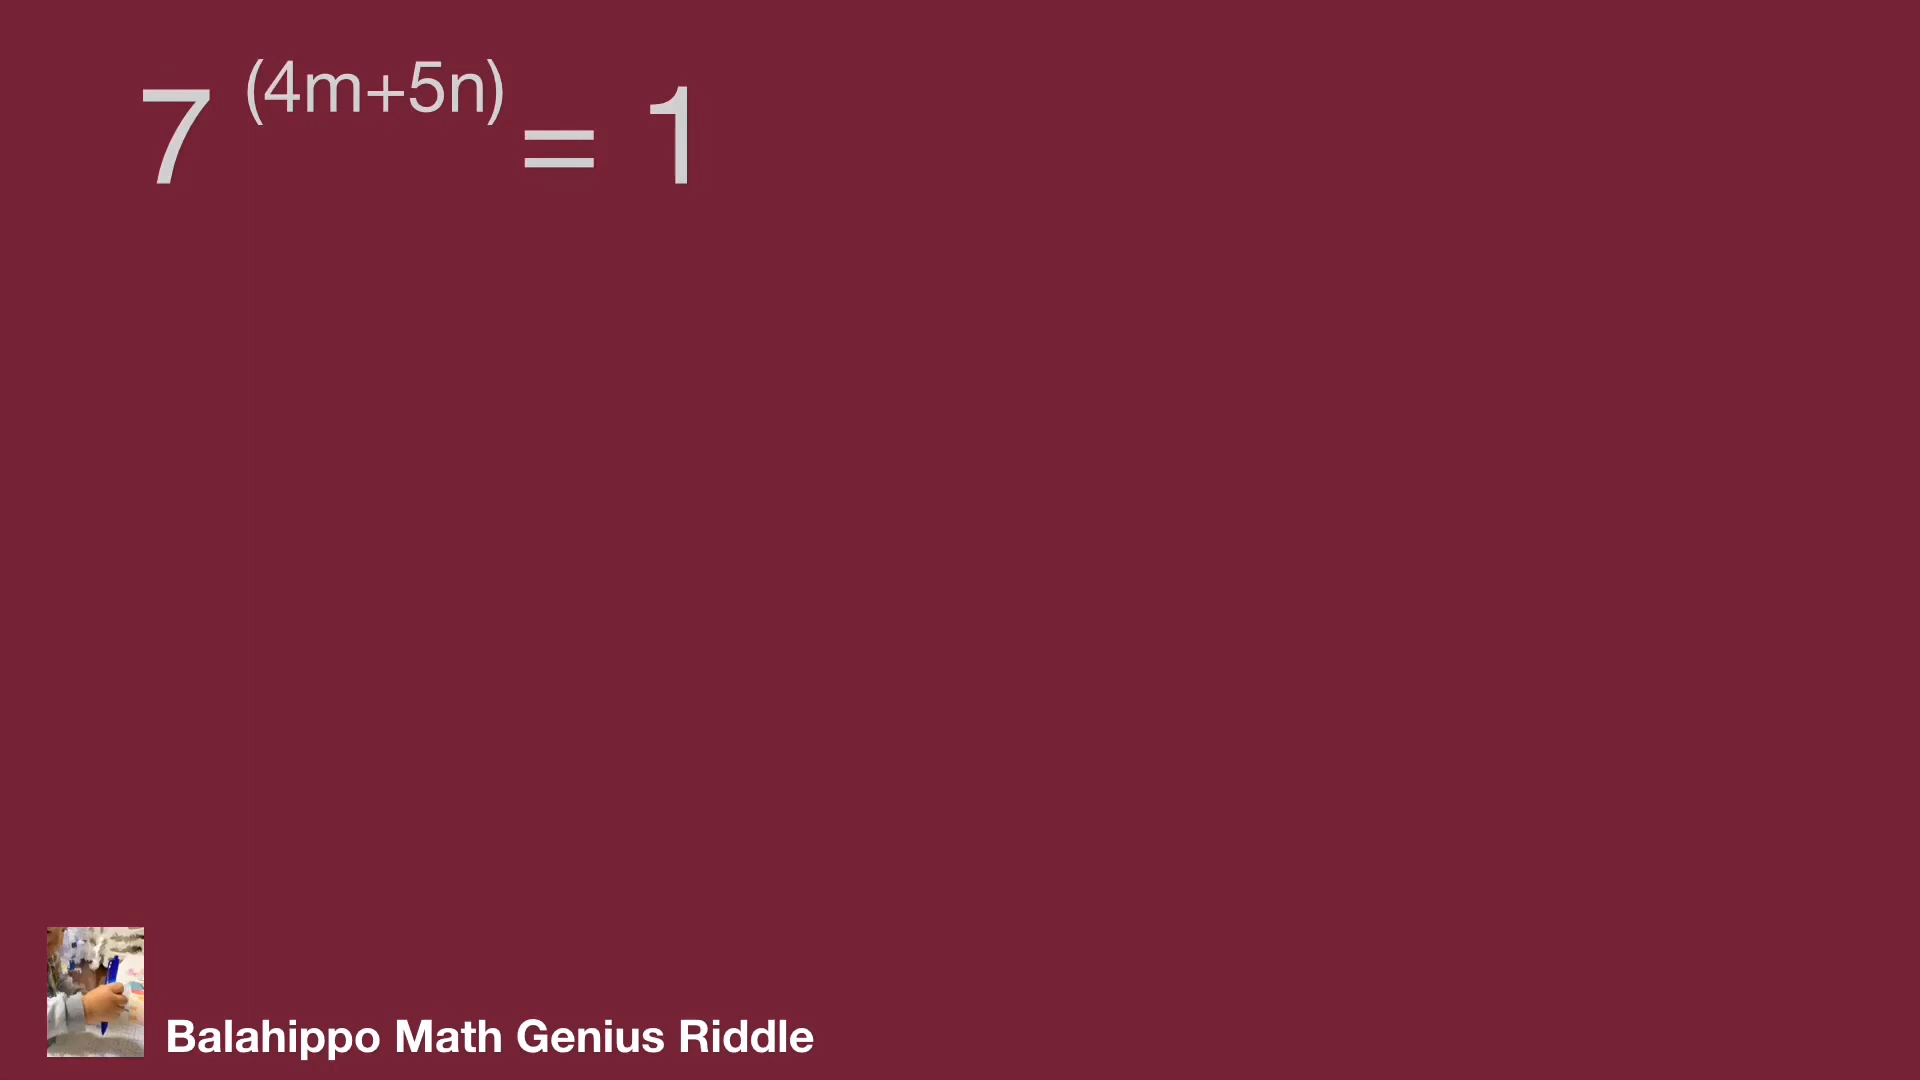 7 (4m+5n) = 1
Balahippo Math Genius Riddle